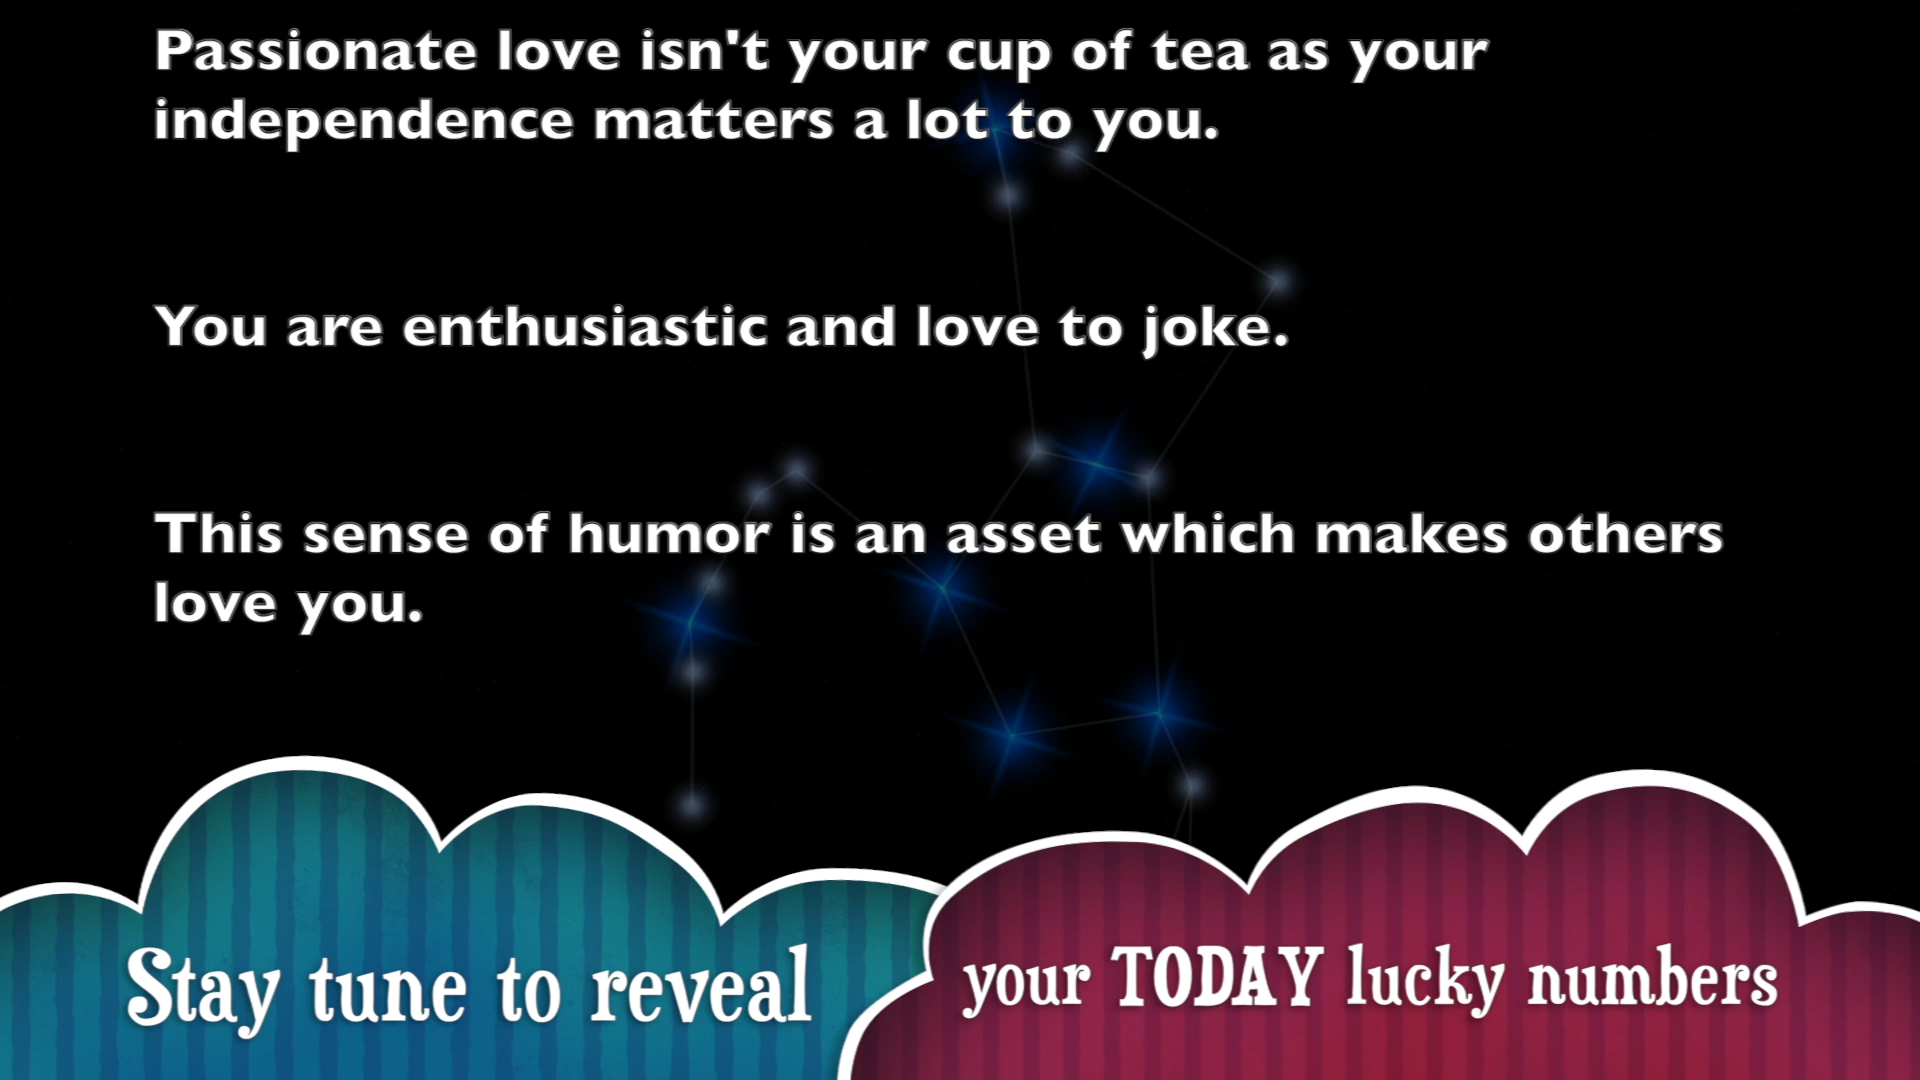 Passionate love isn't your cup of tea as your
independence matters a lot to you.
You are enthusiastic and love to joke.
This sense of humor is an asset which makes others
love you.
Stay tune to reveal
your TODAY lucky numbers